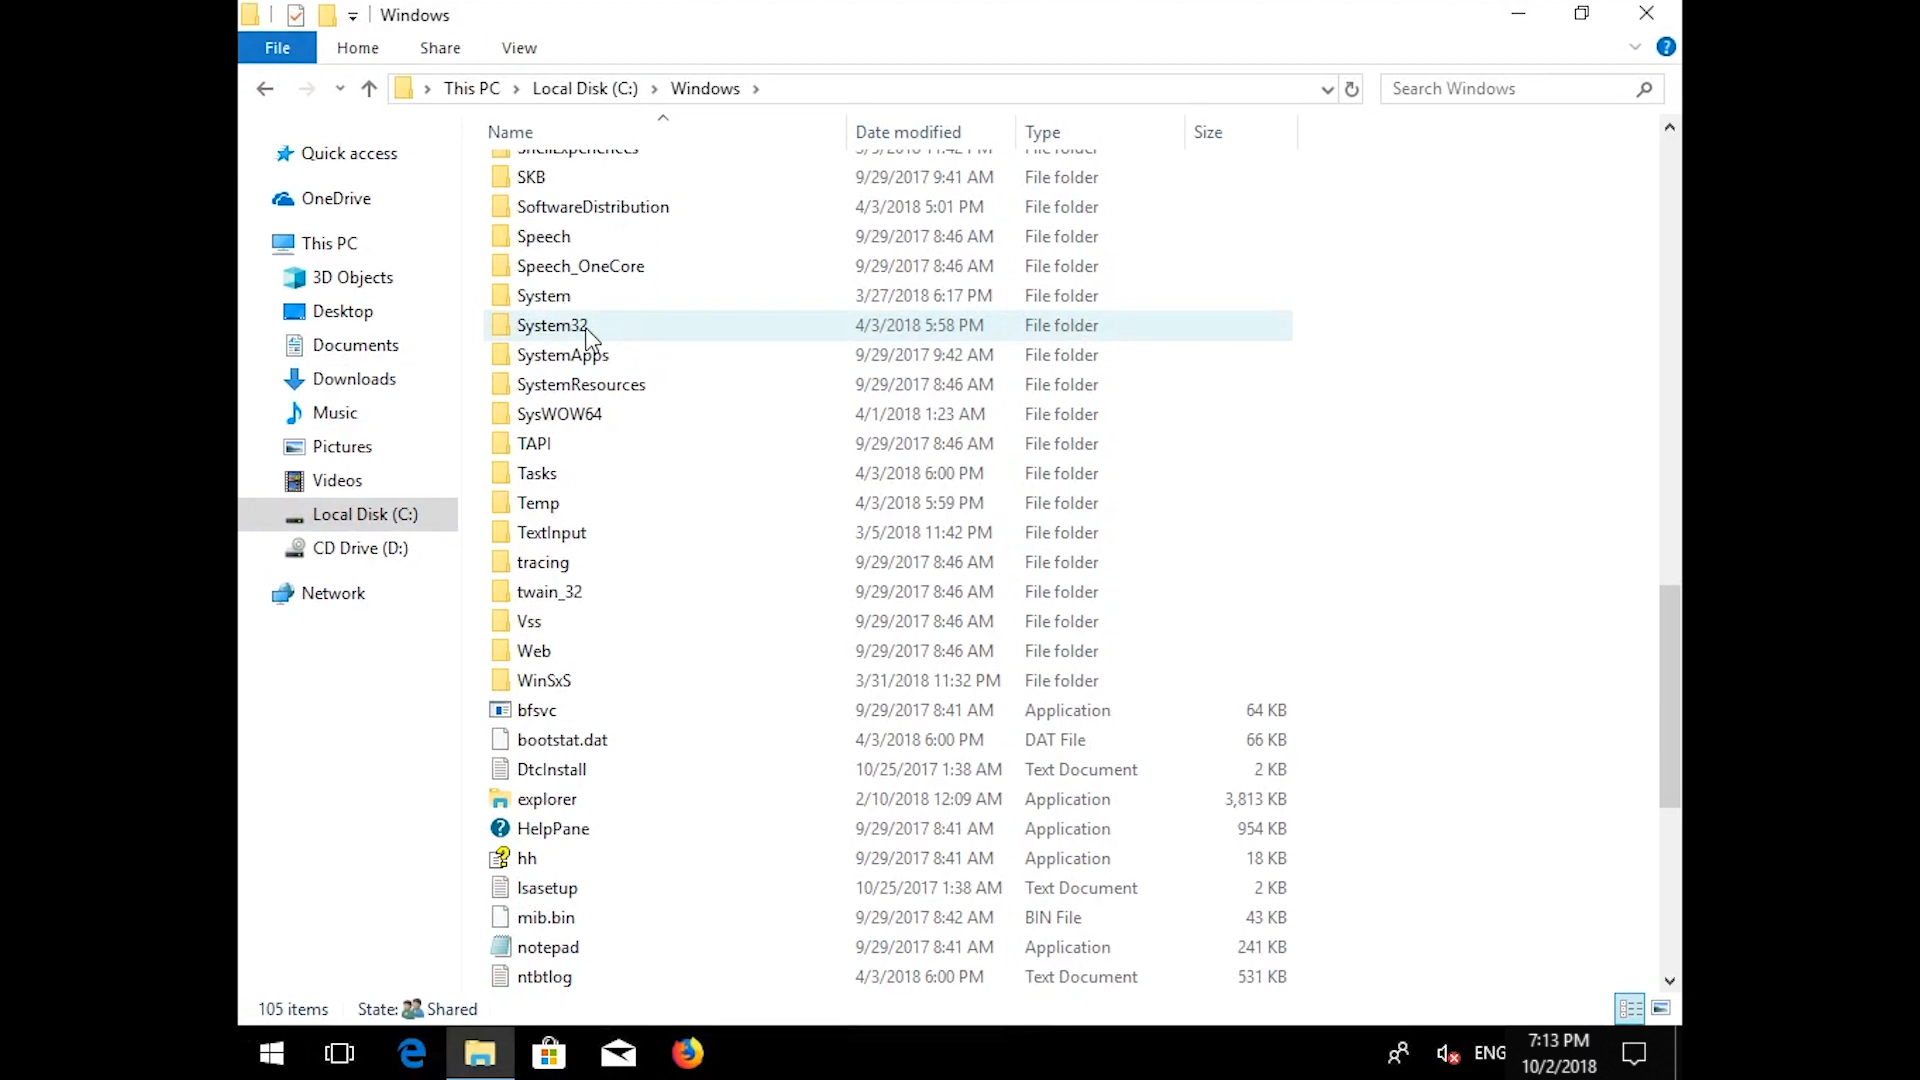 Windows
File Home Share View
This PC Local Disk (C:) Windows
Search Windows
Name Date modified Type Size
Quick access
OneDrive
This PC
3D Objects
Desktop
Documents
Downloads
Music
Pictures
Videos
Local Disk (C:)
CD Drive (D:)
Network
ShellExperiences 3/5/2018 11:42 PM File folder
SKB 9/29/2017 9:41 AM File folder
SoftwareDistribution 4/3/2018 5:01 PM File folder
Speech 9/29/2017 8:46 AM File folder
Speech_OneCore 9/29/2017 8:46 AM File folder
System 3/27/2018 6:17 PM File folder
System32 4/3/2018 5:58 PM File folder
SystemApps 9/29/2017 9:42 AM File folder
SystemResources 9/29/2017 8:46 AM File folder
SysWOW64 4/1/2018 1:23 AM File folder
TAPI 9/29/2017 8:46 AM File folder
Tasks 4/3/2018 6:00 PM File folder
Temp 4/3/2018 5:59 PM File folder
TextInput 3/5/2018 11:42 PM File folder
tracing 9/29/2017 8:46 AM File folder
twain_32 9/29/2017 8:46 AM File folder
Vss 9/29/2017 8:46 AM File folder
Web 9/29/2017 8:46 AM File folder
WinSxS 3/31/2018 11:32 PM File folder
bfsvc 9/29/2017 8:41 AM Application 64 KB
bootstat.dat 4/3/2018 6:00 PM DAT File 66 KB
DtcInstall 10/25/2017 1:38 AM Text Document 2 KB
explorer 2/10/2018 12:09 AM Application 3,813 KB
HelpPane 9/29/2017 8:41 AM Application 954 KB
hh 9/29/2017 8:41 AM Application 18 KB
lsasetup 10/25/2017 1:38 AM Text Document 2 KB
mib.bin 9/29/2017 8:42 AM BIN File 43 KB
notepad 9/29/2017 8:41 AM Application 241 KB
ntbtlog 4/3/2018 6:00 PM Text Document 531 KB
105 items State: Shared
ENG
7:13 PM
10/2/2018